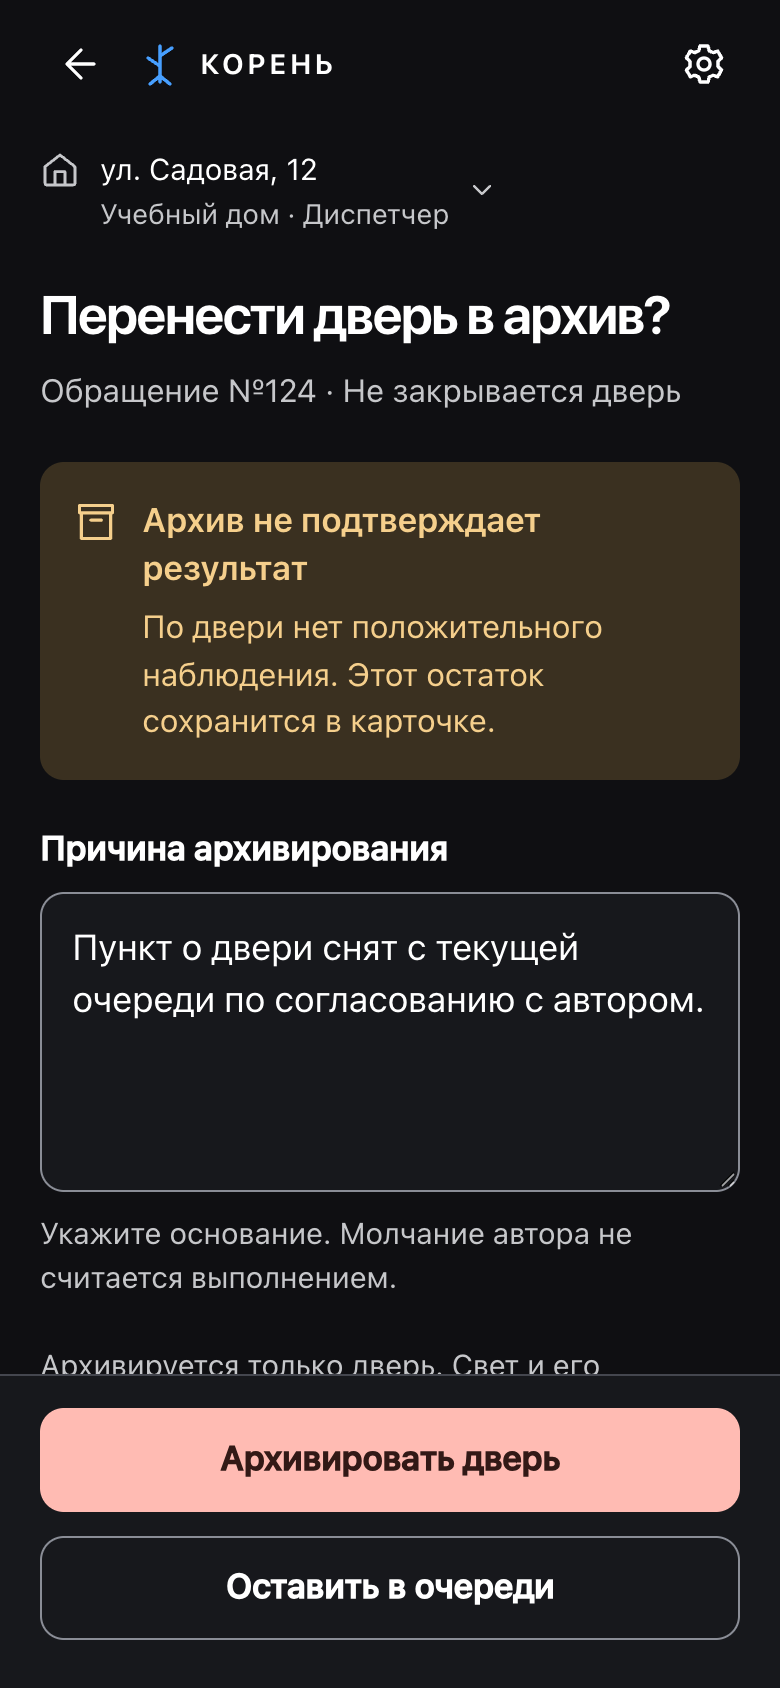 КОРЕНЬ
ул. Садовая, 12
Учебный дом · Диспетчер
Перенести дверь в архив?
Обращение №124 · Не закрывается дверь
Архив не подтверждает
результат
По двери нет положительного
наблюдения. Этот остаток
сохранится в карточке.
Причина архивирования
Пункт о двери снят с текущей
очереди по согласованию с автором.
Укажите основание. Молчание автора не
считается выполнением.
Архивируется только дверь. Свет и его
Архивировать дверь
Оставить в очереди